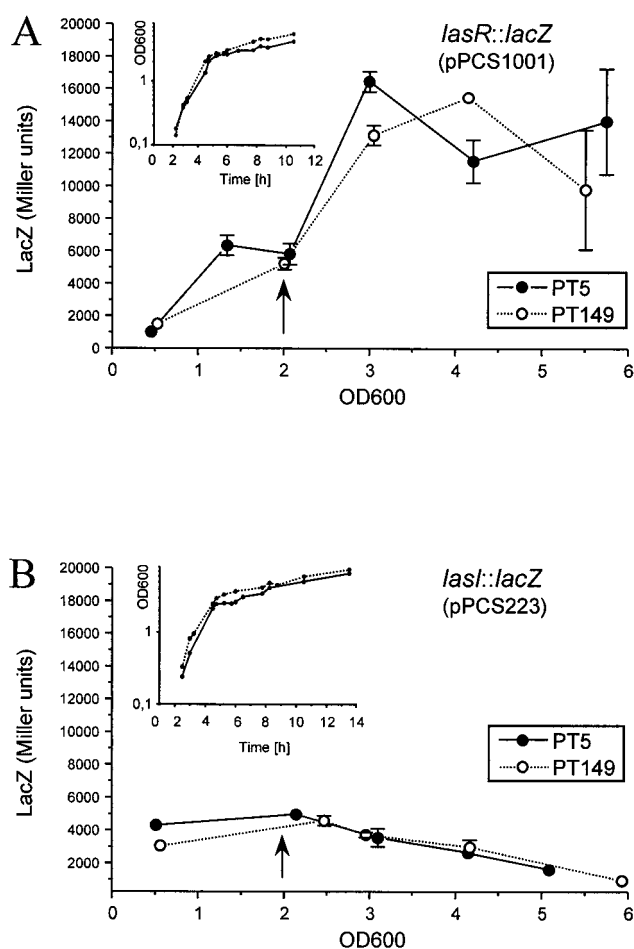 A
lasR::lacZ
(pPCS1001)
LacZ (Miller units)
20000
18000
16000
14000
12000
10000
8000
6000
4000
2000
0
OD600
1
0,1
0 2 4 6 8 10 12
Time [h]
PT5
PT149
0 1 2 3 4 5 6
OD600
B
lasI::lacZ
(pPCS223)
LacZ (Miller units)
20000
18000
16000
14000
12000
10000
8000
6000
4000
2000
OD600
1
0,1
0 2 4 6 8 10 12 14
Time [h]
PT5
PT149
0 1 2 3 4 5 6
OD600